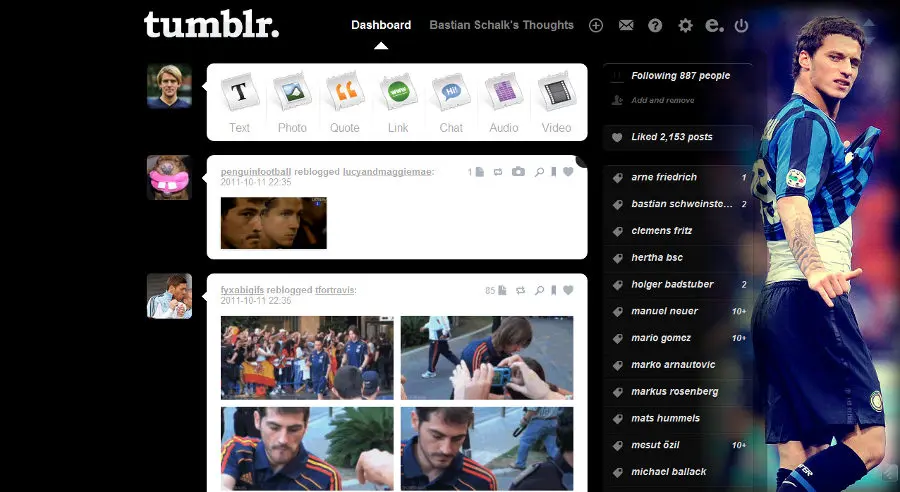 tumblr.
Dashboard
Bastian Schalk's Thoughts
Text
Photo
Quote
Link
Chat
Audio
Video
penguinfootball reblogged lucyandmaggiemae:
2011-10-11 22:35
1
fyxabigifs reblogged tfortravis:
2011-10-11 22:35
85
Following 887 people
Add and remove
Liked 2,153 posts
arne friedrich 1
bastian schweinste... 2
clemens fritz
hertha bsc
holger badstuber 2
manuel neuer 10+
mario gomez 10+
marko arnautovic
markus rosenberg
mats hummels
mesut özil 10+
michael ballack